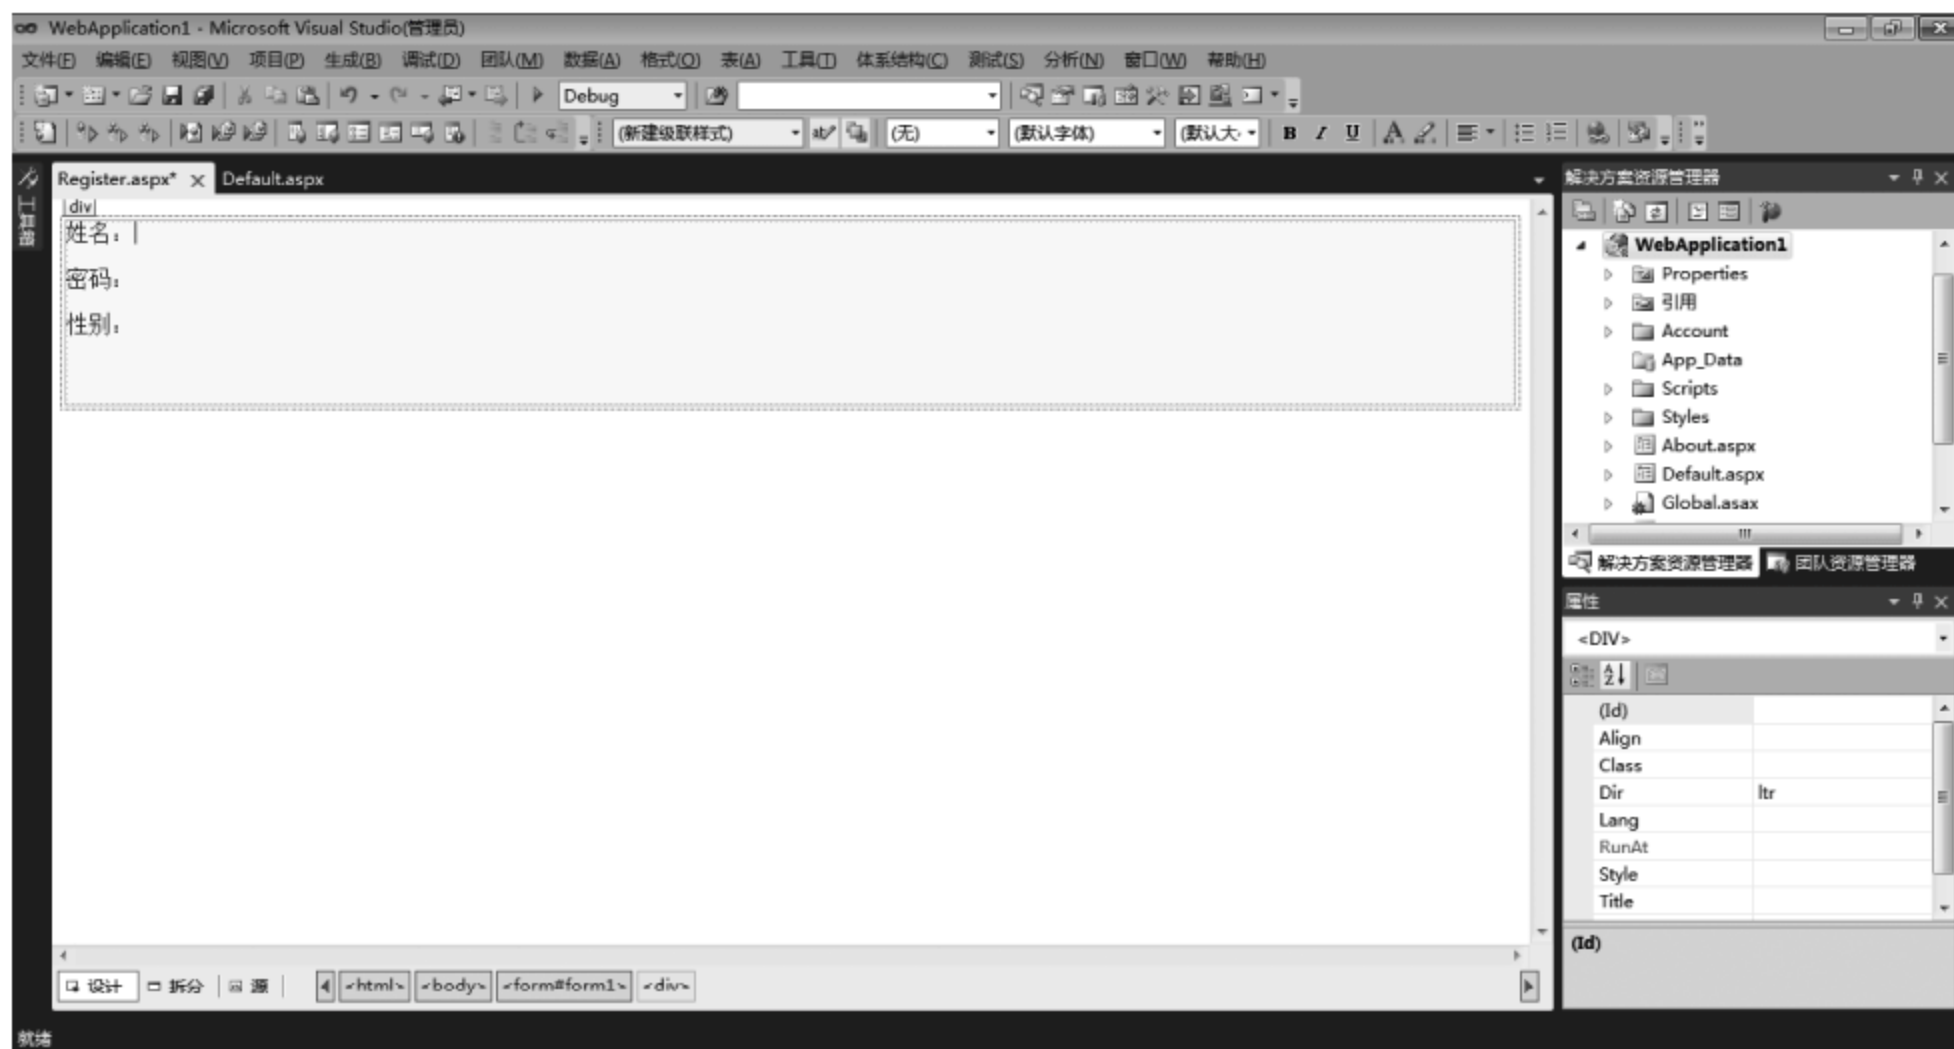 WebApplication1 - Microsoft Visual Studio(管理员)
文件(F) 编辑(E) 视图(V) 项目(P) 生成(B) 调试(D) 团队(M) 数据(A) 格式(O) 表(A) 工具(T) 体系结构(C) 测试(S) 分析(N) 窗口(W) 帮助(H)
Debug
(新建级联样式) (无) (默认字体) (默认大 B I U A
工具箱
Register.aspx* Default.aspx
div
姓名：
密码：
性别：
设计 拆分 源 <html> <body> <form#form1> <div>
就绪
解决方案资源管理器
WebApplication1
Properties
引用
Account
App_Data
Scripts
Styles
About.aspx
Default.aspx
Global.asax
解决方案资源管理器 团队资源管理器
属性
<DIV>
(Id)
Align
Class
Dir ltr
Lang
RunAt
Style
Title
(Id)